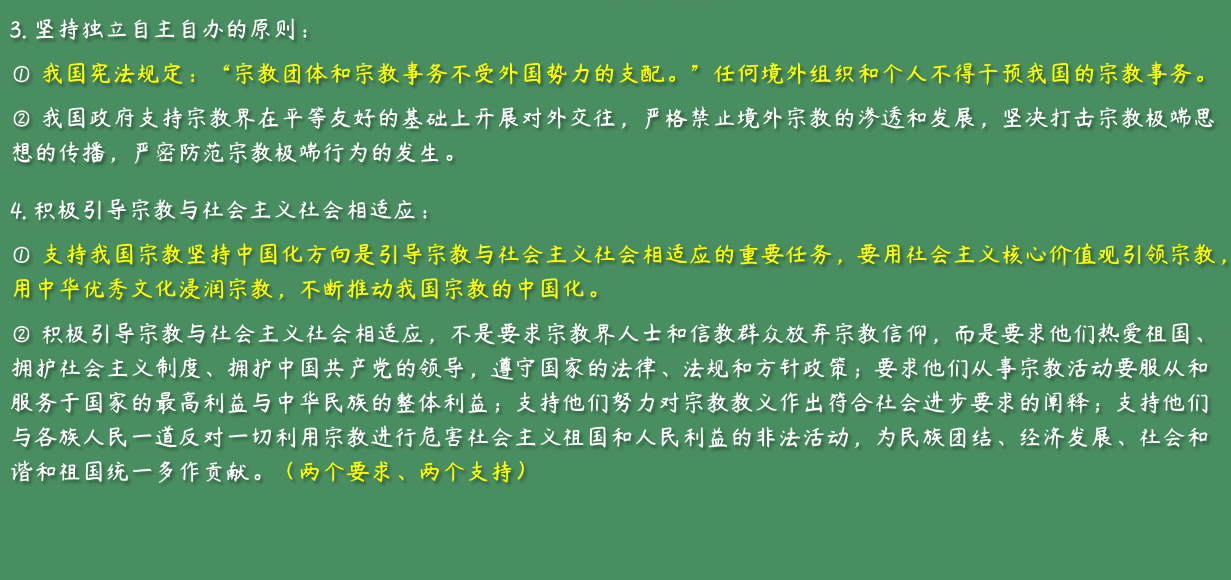 3. 坚持独立自主自办的原则：
① 我国宪法规定：“宗教团体和宗教事务不受外国势力的支配。”任何境外组织和个人不得干预我国的宗教事务。
② 我国政府支持宗教界在平等友好的基础上开展对外交往，严格禁止境外宗教的渗透和发展，坚决打击宗教极端思
想的传播，严密防范宗教极端行为的发生。
4. 积极引导宗教与社会主义社会相适应：
① 支持我国宗教坚持中国化方向是引导宗教与社会主义社会相适应的重要任务，要用社会主义核心价值观引领宗教，
用中华优秀文化浸润宗教，不断推动我国宗教的中国化。
② 积极引导宗教与社会主义社会相适应，不是要求宗教界人士和信教群众放弃宗教信仰，而是要求他们热爱祖国、
拥护社会主义制度、拥护中国共产党的领导，遵守国家的法律、法规和方针政策；要求他们从事宗教活动要服从和
服务于国家的最高利益与中华民族的整体利益；支持他们努力对宗教教义作出符合社会进步要求的阐释；支持他们
与各族人民一道反对一切利用宗教进行危害社会主义祖国和人民利益的非法活动，为民族团结、经济发展、社会和
谐和祖国统一多作贡献。（两个要求、两个支持）